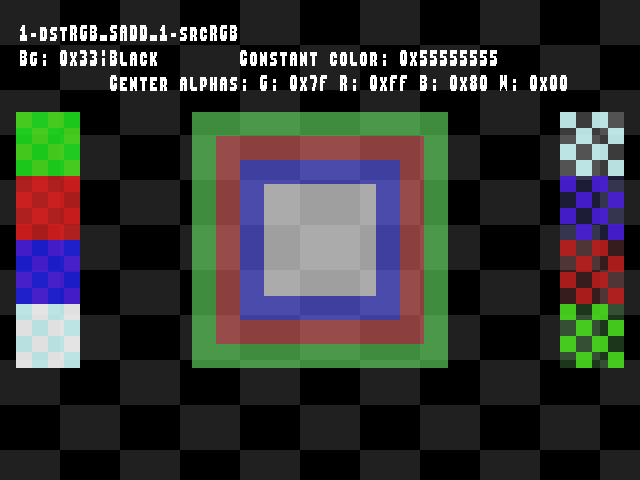 1-dstRGB_SADD_1-srcRGB
Bg: 0x33|Black Constant color: 0x55555555
Center alphas: G: 0x7f R: 0xff B: 0x80 W: 0x00